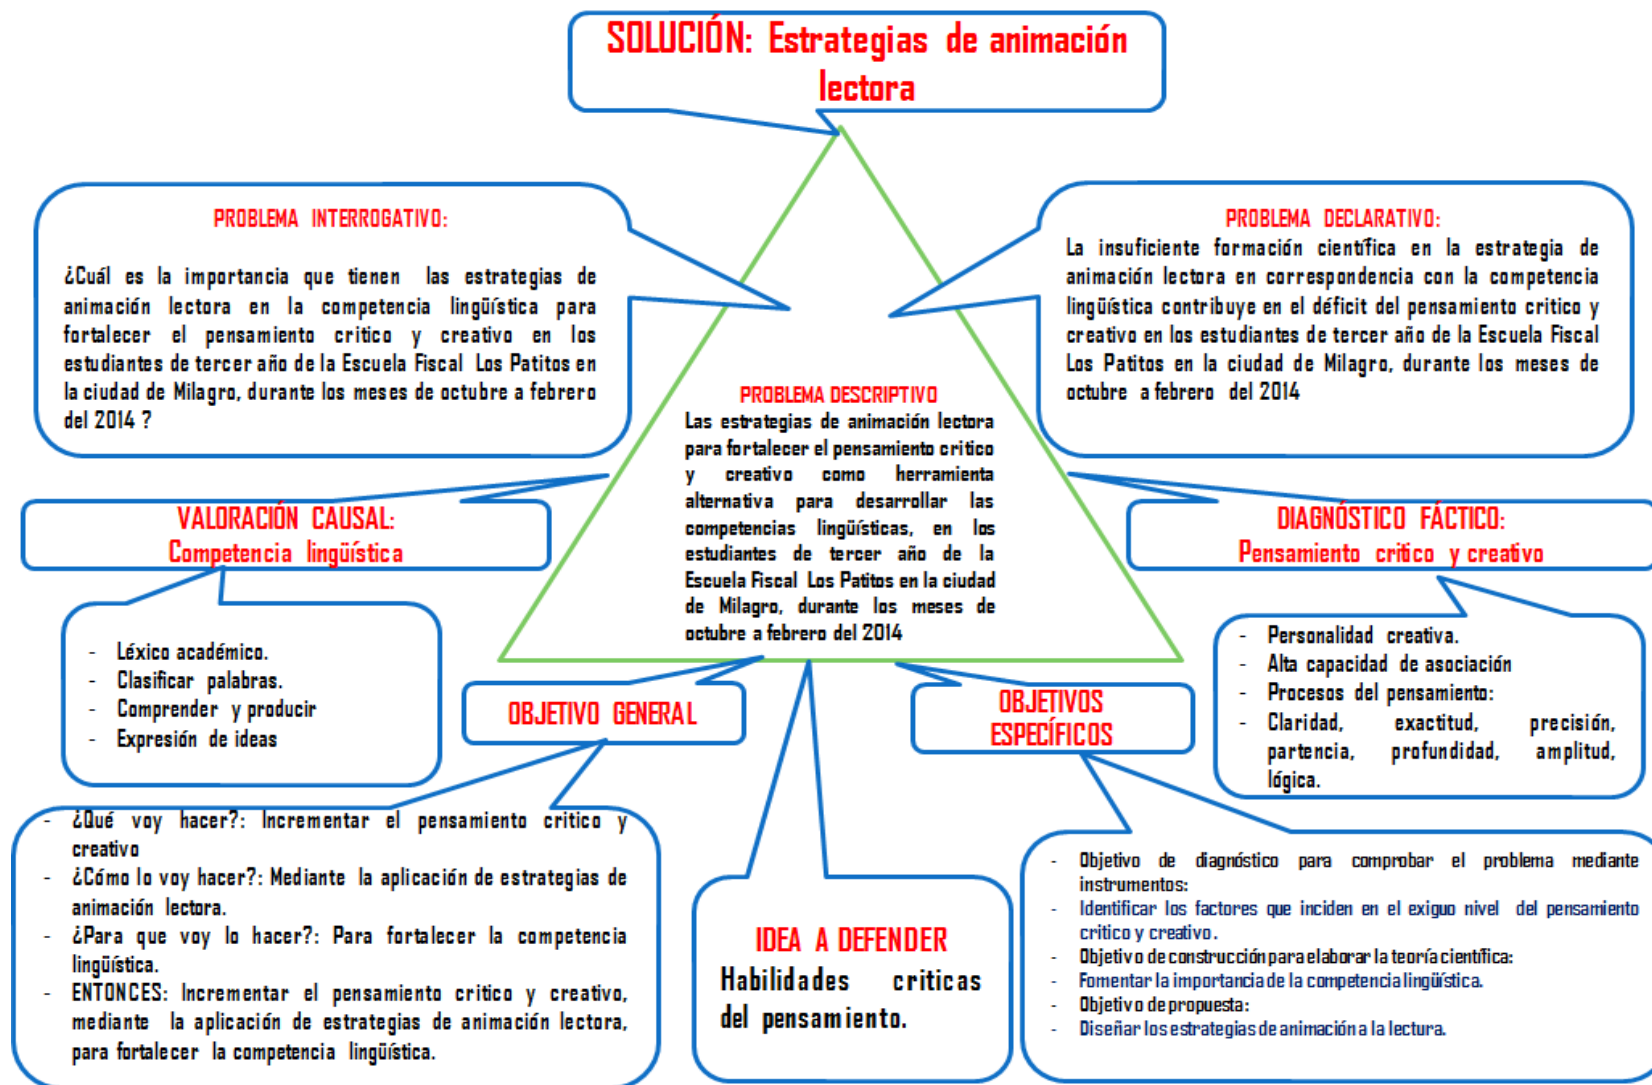 SOLUCIÓN: Estrategias de animación
lectora
PROBLEMA INTERROGATIVO:
¿Cuál es la importancia que tienen las estrategias de
animación lectora en la competencia lingüística para
fortalecer el pensamiento critico y creativo en los
estudiantes de tercer año de la Escuela Fiscal Los Patitos en
la ciudad de Milagro, durante los meses de octubre a febrero
del 2014 ?
PROBLEMA DECLARATIVO:
La insuficiente formación científica en la estrategia de
animación lectora en correspondencia con la competencia
lingüística contribuye en el déficit del pensamiento critico y
creativo en los estudiantes de tercer año de la Escuela Fiscal
Los Patitos en la ciudad de Milagro, durante los meses de
octubre a febrero del 2014
PROBLEMA DESCRIPTIVO
Las estrategias de animación lectora
para fortalecer el pensamiento critico
y creativo como herramienta
alternativa para desarrollar las
competencias lingüísticas, en los
estudiantes de tercer año de la
Escuela Fiscal Los Patitos en la ciudad
de Milagro, durante los meses de
octubre a febrero del 2014
VALORACIÓN CAUSAL:
Competencia lingüística
DIAGNÓSTICO FÁCTICO:
Pensamiento critico y creativo
- Léxico académico.
- Clasificar palabras.
- Comprender y producir
- Expresión de ideas
- Personalidad creativa.
- Alta capacidad de asociación
- Procesos del pensamiento:
- Claridad, exactitud, precisión,
partencia, profundidad, amplitud,
lógica.
OBJETIVO GENERAL
OBJETIVOS
ESPECÍFICOS
- ¿Qué voy hacer?: Incrementar el pensamiento critico y
creativo
- ¿Cómo lo voy hacer?: Mediante la aplicación de estrategias de
animación lectora.
- ¿Para que voy lo hacer?: Para fortalecer la competencia
lingüística.
- ENTONCES: Incrementar el pensamiento critico y creativo,
mediante la aplicación de estrategias de animación lectora,
para fortalecer la competencia lingüística.
IDEA A DEFENDER
Habilidades criticas
del pensamiento.
- Objetivo de diagnóstico para comprobar el problema mediante
instrumentos:
- Identificar los factores que inciden en el exiguo nivel del pensamiento
critico y creativo.
- Objetivo de construcción para elaborar la teoría científica:
- Fomentar la importancia de la competencia lingüística.
- Objetivo de propuesta:
- Diseñar los estrategias de animación a la lectura.